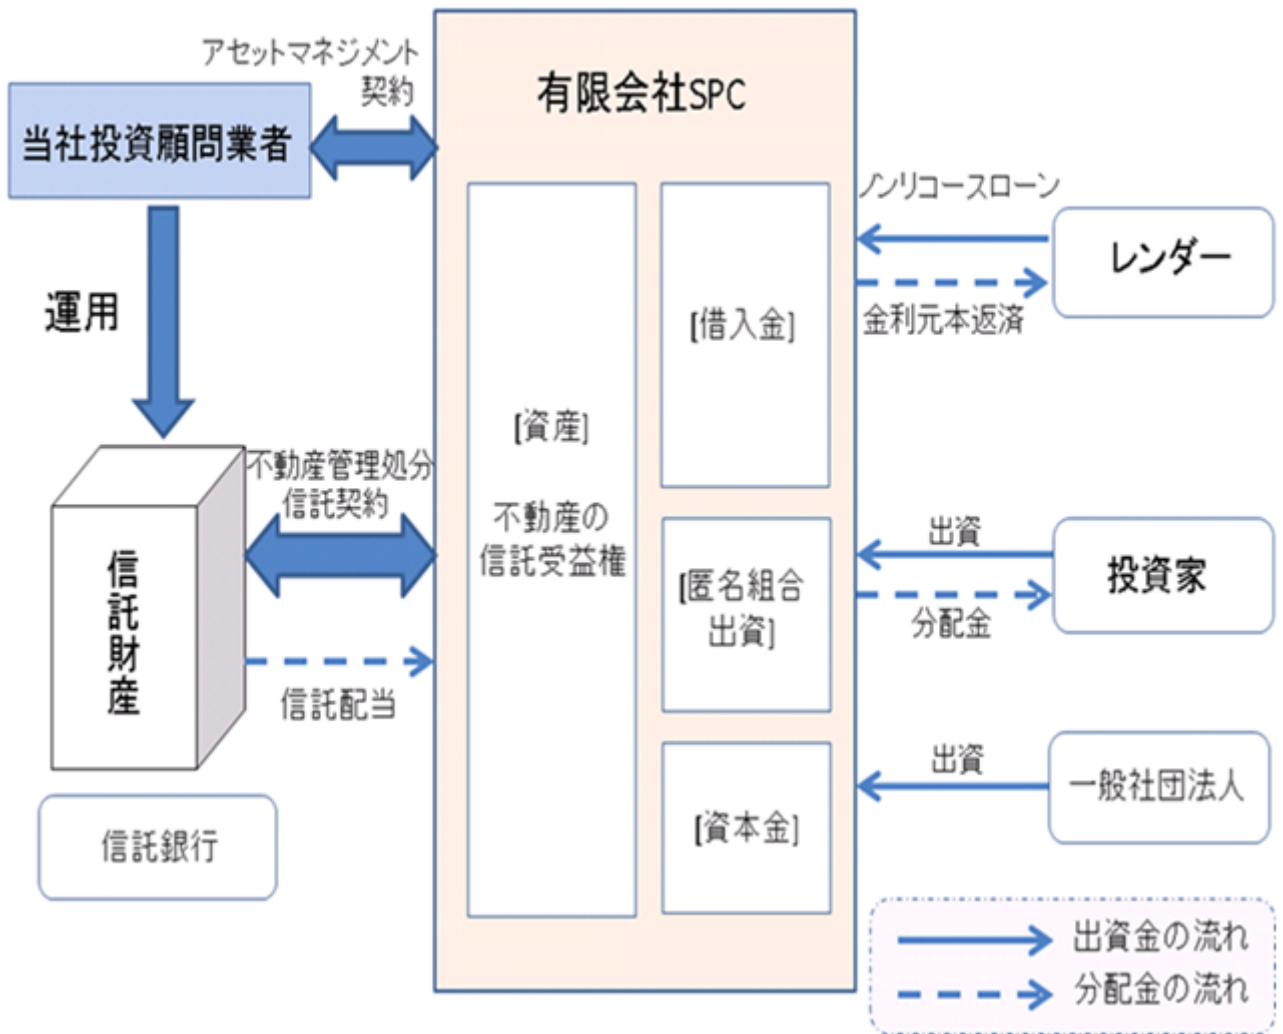 アセットマネジメント
契約
有限会社SPC
当社投資顧問業者
運用
ノンリコースローン
レンダー
金利元本返済
[借入金]
[資産]
不動産の
信託受益権
不動産管理処分
信託契約
信託財産
信託配当
信託銀行
[匿名組合
出資]
出資
投資家
分配金
[資本金]
出資
一般社団法人
出資金の流れ
分配金の流れ